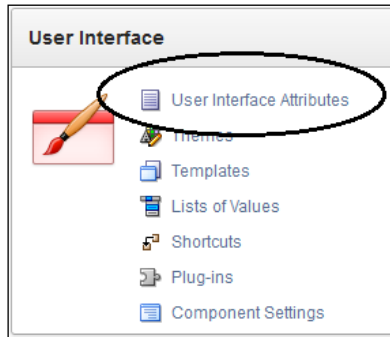 User Interface
User Interface Attributes
Themes
Templates
Lists of Values
Shortcuts
Plug-ins
Component Settings